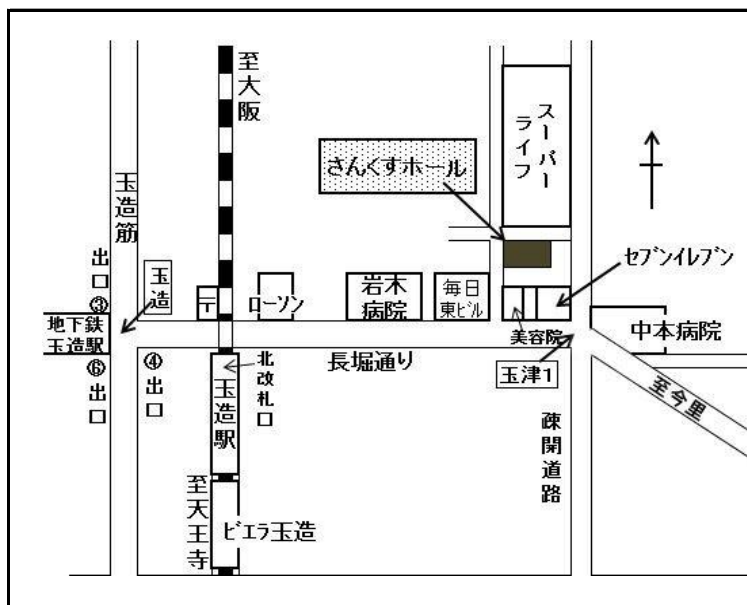 至大阪
スーパー
ライフ
さんくすホール
玉造筋
出口③
玉造
〒
ローソン
岩木
病院
毎日
東ビル
セブンイレブン
地下鉄
玉造駅
美容院
中本病院
長堀通り
玉津1
⑥出口
④出口
北改札口
玉造駅
至今里
疎開道路
至天王寺
ビエラ玉造